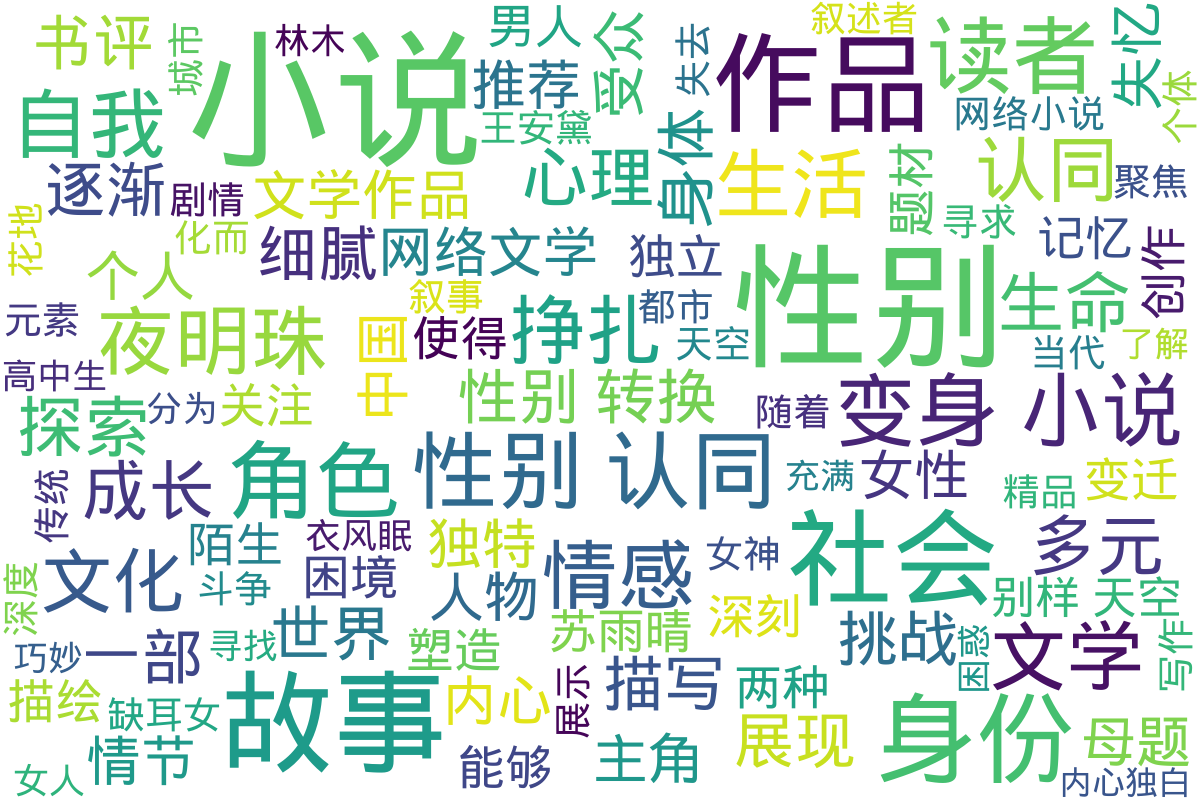 书评
城市
林木
男人
受众
失去
叙述者
读者
失忆
个体
自我
小说
推荐
王安黛
作品
网络小说
逐渐
剧情
文学作品
心理
身体
生活
题材
认同
聚焦
花地
化而
细腻
网络文学
独立
寻求
记忆
创作
个人
叙事
都市
性别
生命
元素
夜明珠
中国
使得
挣扎
天空
当代
了解
高中生
分为
关注
性别 转换
随着
变身 小说
探索
传统
成长
角色
性别 认同
充满
女性
精品
变迁
陌生
衣风眠
独特
情感
女神
社会
多元
深度
文化
斗争
困境
人物
别样 天空
巧妙
一部
寻找
世界
塑造
苏雨晴
深刻
挑战
困惑
文学
写作
描绘
缺耳女
故事
内心
展示
描写
两种
身份
母题
女人
情节
能够
主角
展现
内心独白